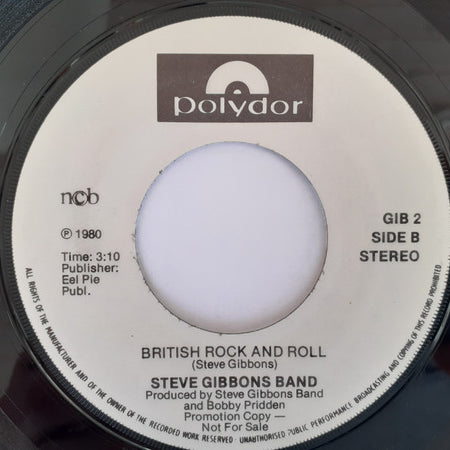 polydor
ncb
GIB 2
℗ 1980
SIDE B
Time: 3:10
STEREO
Publisher:
Eel Pie
Publ.
BRITISH ROCK AND ROLL
(Steve Gibbons)
STEVE GIBBONS BAND
Produced by Steve Gibbons Band
and Bobby Pridden
Promotion Copy —
Not For Sale
ALL RIGHTS OF THE MANUFACTURER AND OF THE OWNER OF THE RECORDED WORK RESERVED · UNAUTHORISED PUBLIC PERFORMANCE BROADCASTING AND COPYING OF THIS RECORD PROHIBITED